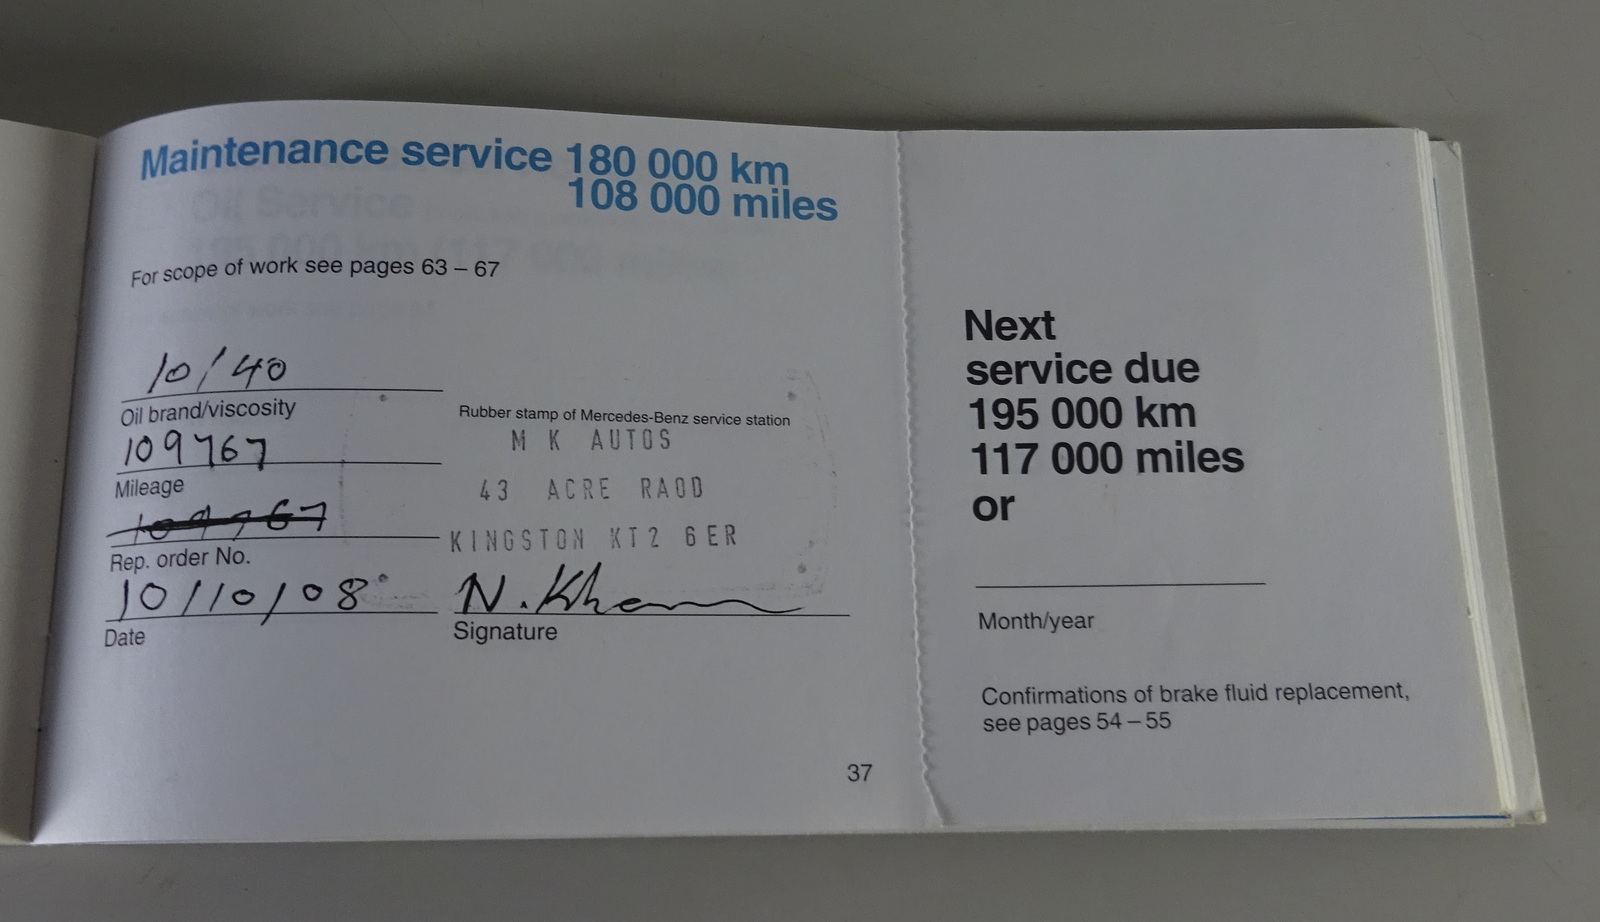 Maintenance service 180 000 km
108 000 miles
For scope of work see pages 63 – 67
10/40
Oil brand/viscosity
109767
Mileage
109767
Rep. order No.
10/10/08
Date
Rubber stamp of Mercedes-Benz service station
M K AUTOS
43 ACRE RAOD
KINGSTON KT2 6ER
N. Khan
Signature
37
Next
service due
195 000 km
117 000 miles
or
Month/year
Confirmations of brake fluid replacement,
see pages 54 – 55